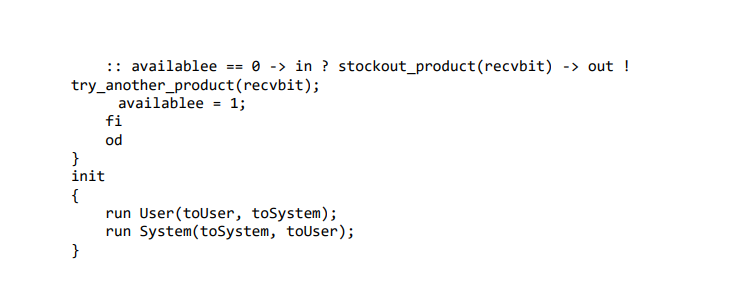 :: availablee == 0 -> in ? stockout_product(recvbit) -> out !
try_another_product(recvbit);
availablee = 1;
fi
od
}
init
{
run User(toUser, toSystem);
run System(toSystem, toUser);
}